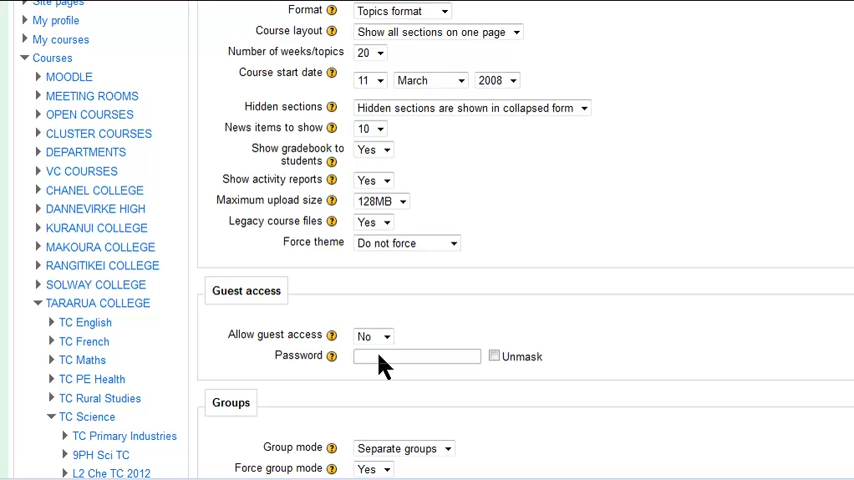 Site pages
My profile
My courses
Courses
MOODLE
MEETING ROOMS
OPEN COURSES
CLUSTER COURSES
DEPARTMENTS
VC COURSES
CHANEL COLLEGE
DANNEVIRKE HIGH
KURANUI COLLEGE
MAKOURA COLLEGE
RANGITIKEI COLLEGE
SOLWAY COLLEGE
TARARUA COLLEGE
TC English
TC French
TC Maths
TC PE Health
TC Rural Studies
TC Science
TC Primary Industries
9PH Sci TC
L2 Che TC 2012
Format Topics format
Course layout Show all sections on one page
Number of weeks/topics 20
Course start date 11 March 2008
Hidden sections Hidden sections are shown in collapsed form
News items to show 10
Show gradebook to Yes
students
Show activity reports Yes
Maximum upload size 128MB
Legacy course files Yes
Force theme Do not force
Guest access
Allow guest access No
Password Unmask
Groups
Group mode Separate groups
Force group mode Yes